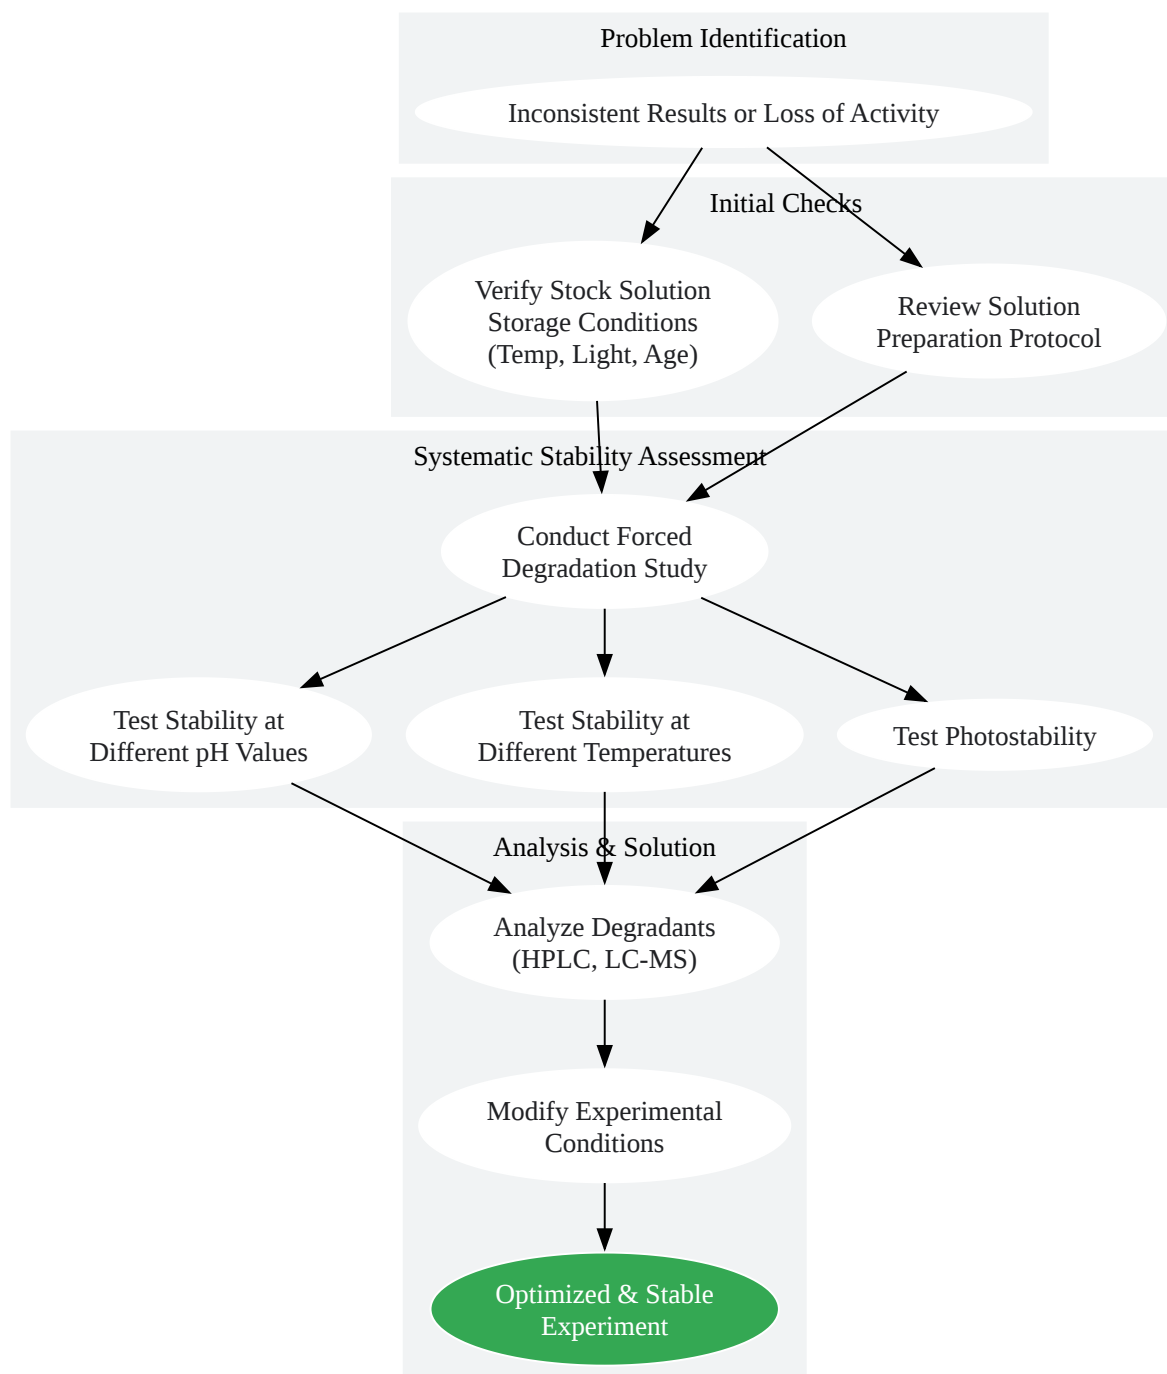 Problem Identification
Inconsistent Results or Loss of Activity
Initial Checks
Verify Stock Solution
Storage Conditions
(Temp, Light, Age)
Review Solution
Preparation Protocol
Systematic Stability Assessment
Conduct Forced
Degradation Study
Test Stability at
Different pH Values
Test Stability at
Different Temperatures
Test Photostability
Analysis & Solution
Analyze Degradants
(HPLC, LC-MS)
Modify Experimental
Conditions
Optimized & Stable
Experiment